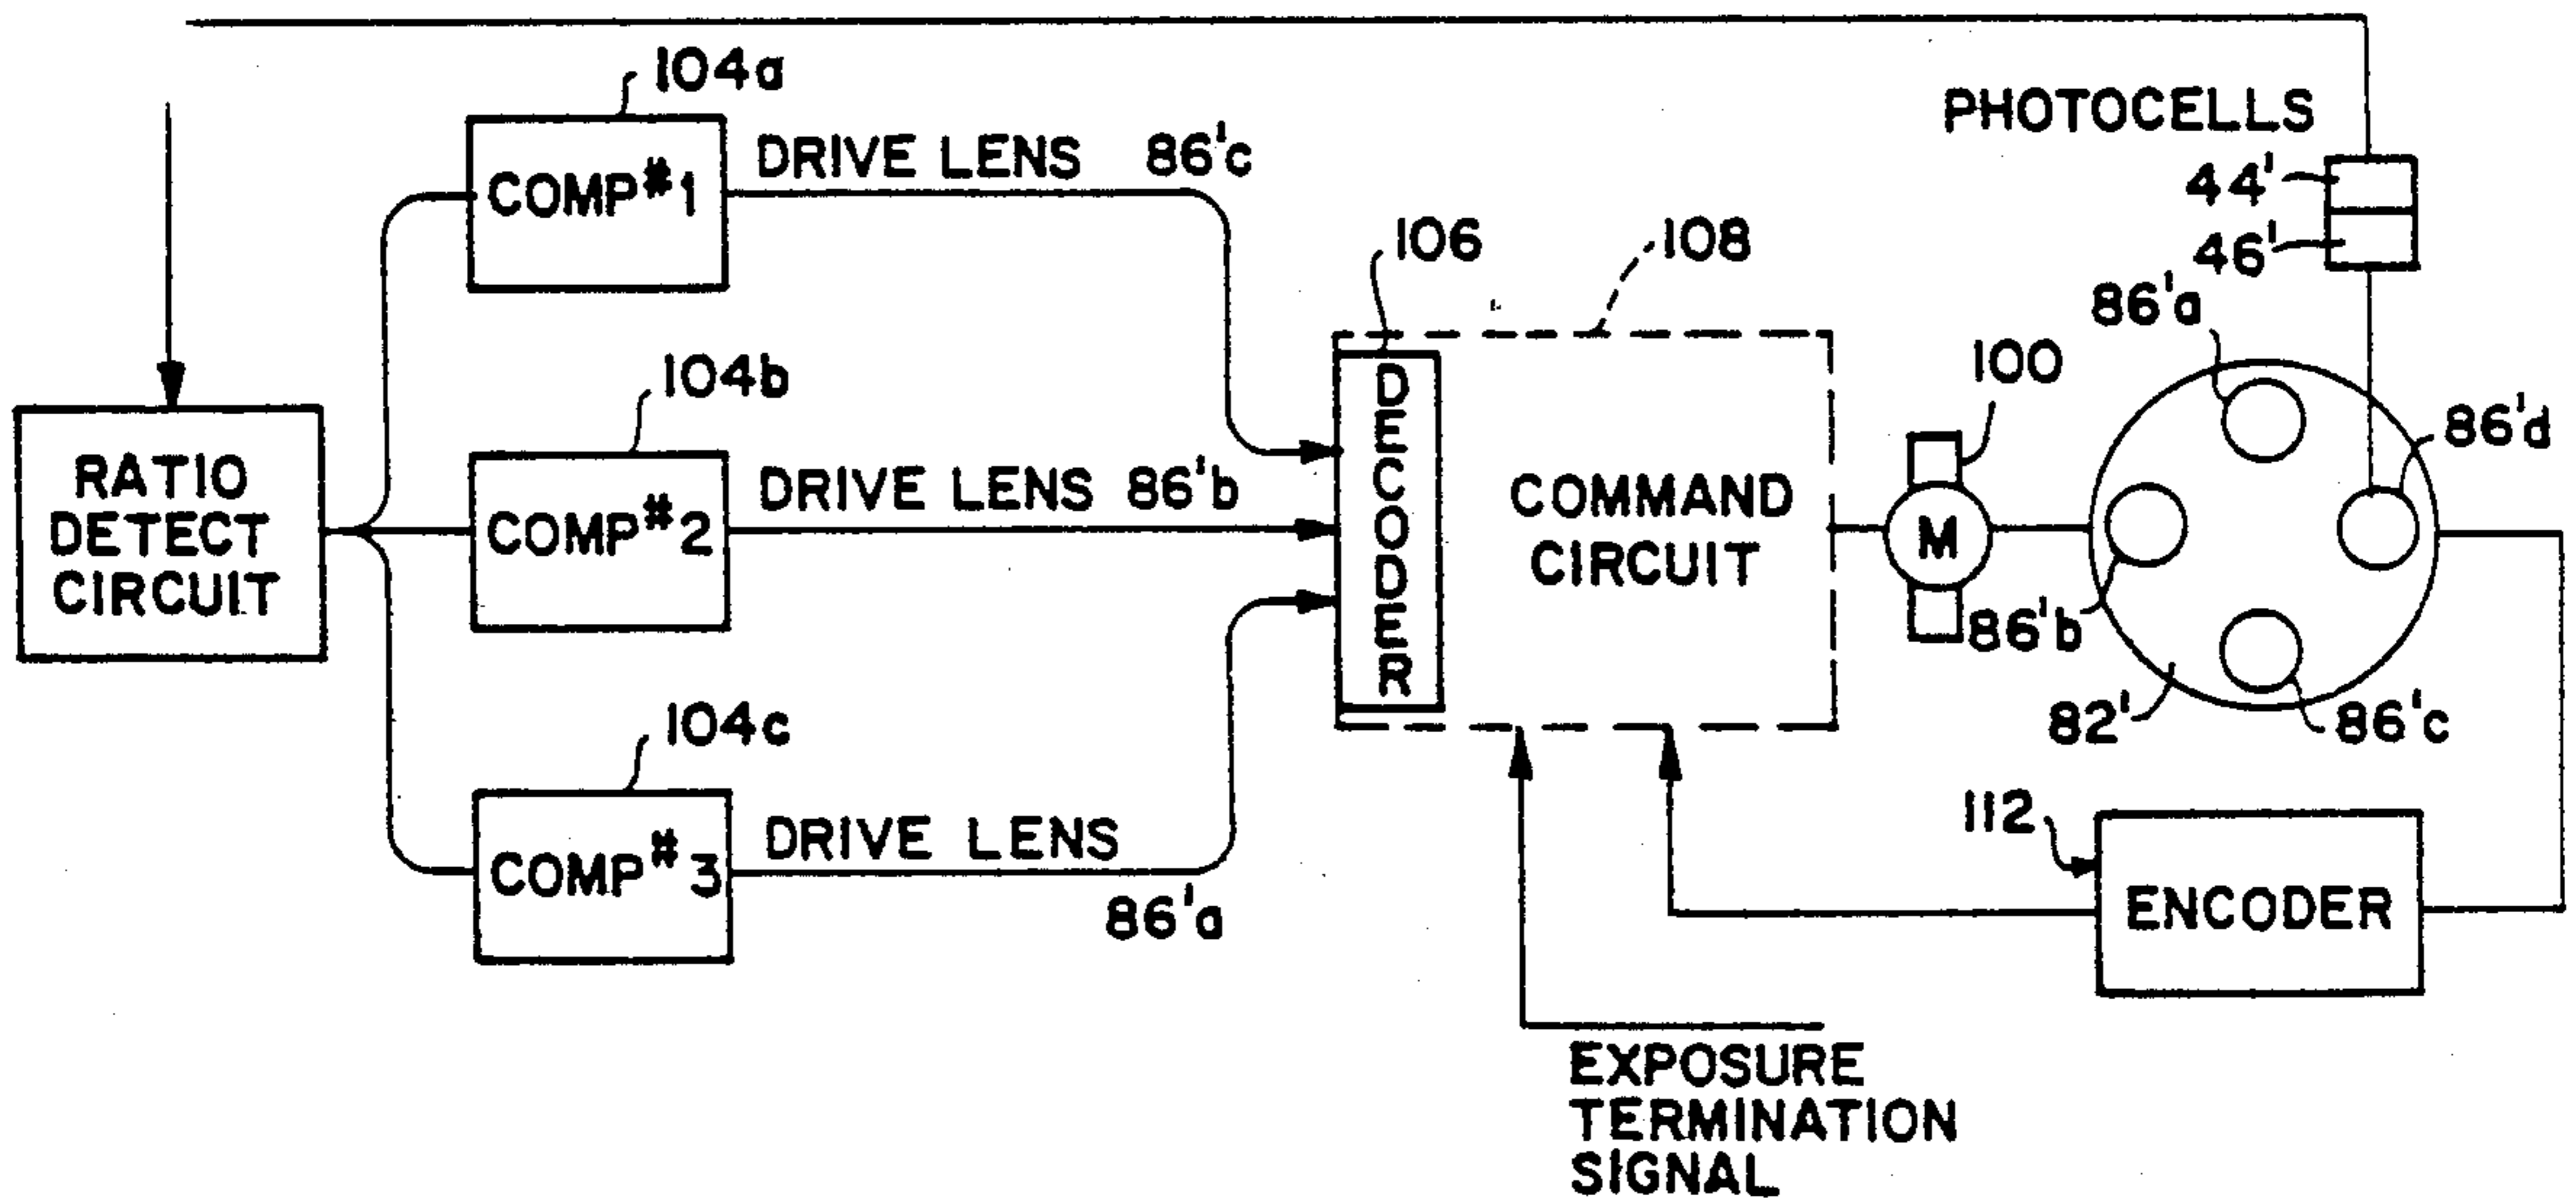 104a
PHOTOCELLS
COMP#1
DRIVE LENS 86'c
44'
46'
106
108
86'a
100
104b
86'd
RATIO
DETECT
CIRCUIT
COMP#2
DRIVE LENS 86'b
DECODER
COMMAND
CIRCUIT
M
86'b
82'
86'c
104c
COMP#3
DRIVE LENS
86'a
112
ENCODER
EXPOSURE
TERMINATION
SIGNAL